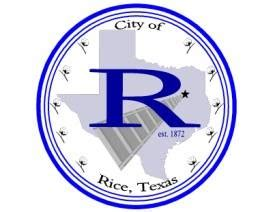 City of
R
est. 1872
Rice, Texas